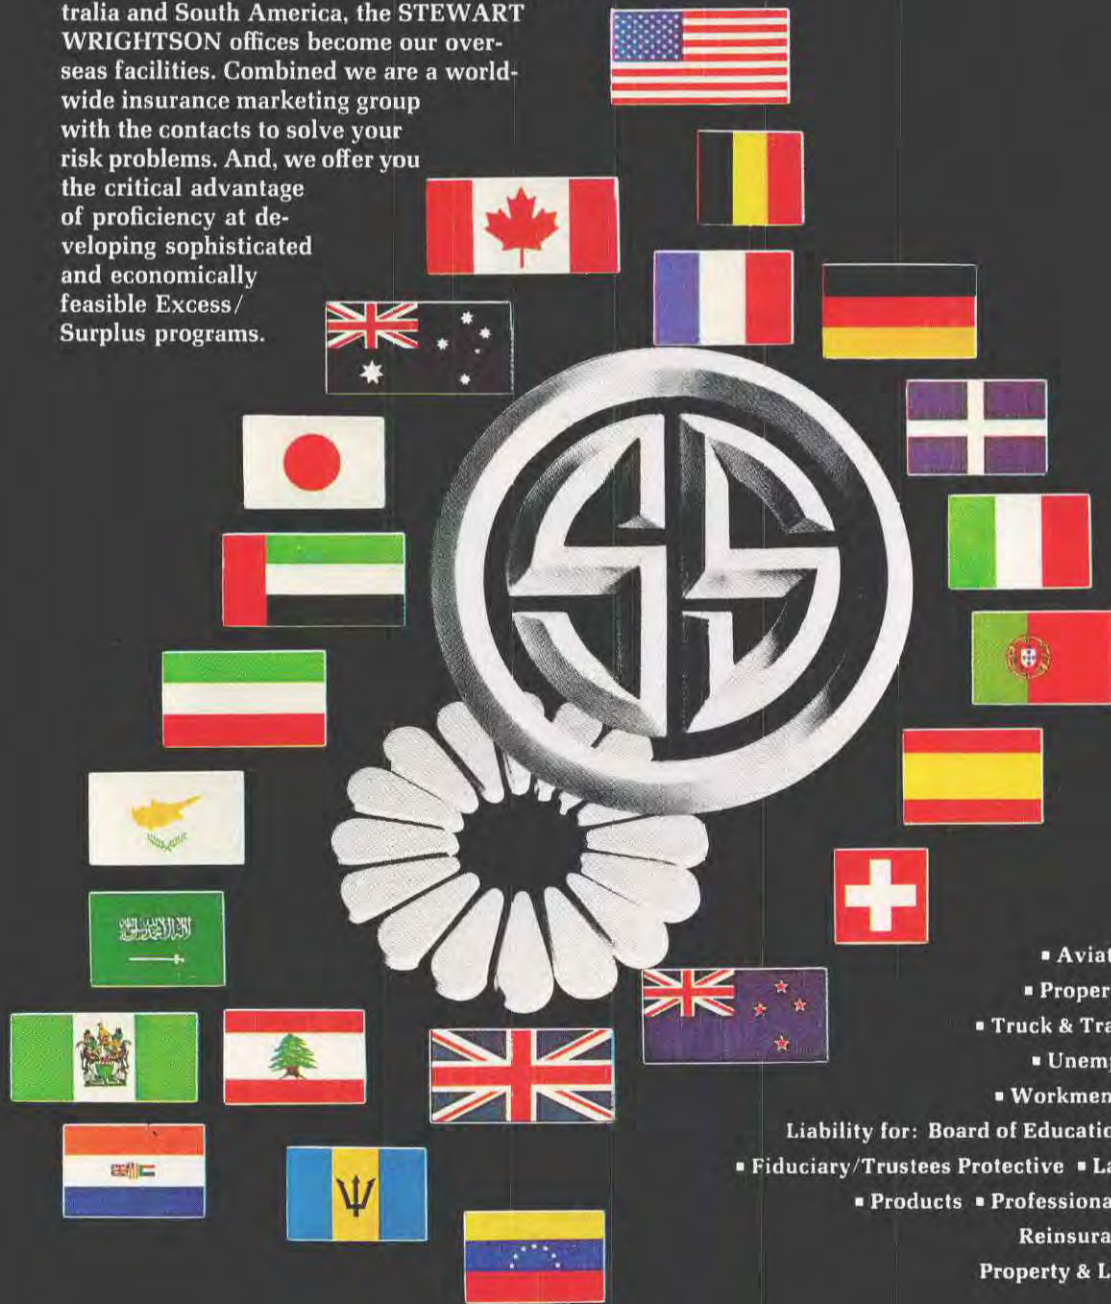 tralia and South America, the STEWART
WRIGHTSON offices become our over-
seas facilities. Combined we are a world-
wide insurance marketing group
with the contacts to solve your
risk problems. And, we offer you
the critical advantage
of proficiency at de-
veloping sophisticated
and economically
feasible Excess/
Surplus programs.
▪ Aviat
▪ Proper
▪ Truck & Tra
▪ Unemp
▪ Workmen
Liability for: Board of Educatio
▪ Fiduciary/Trustees Protective ▪ La
▪ Products ▪ Professiona
Reinsura
Property & L